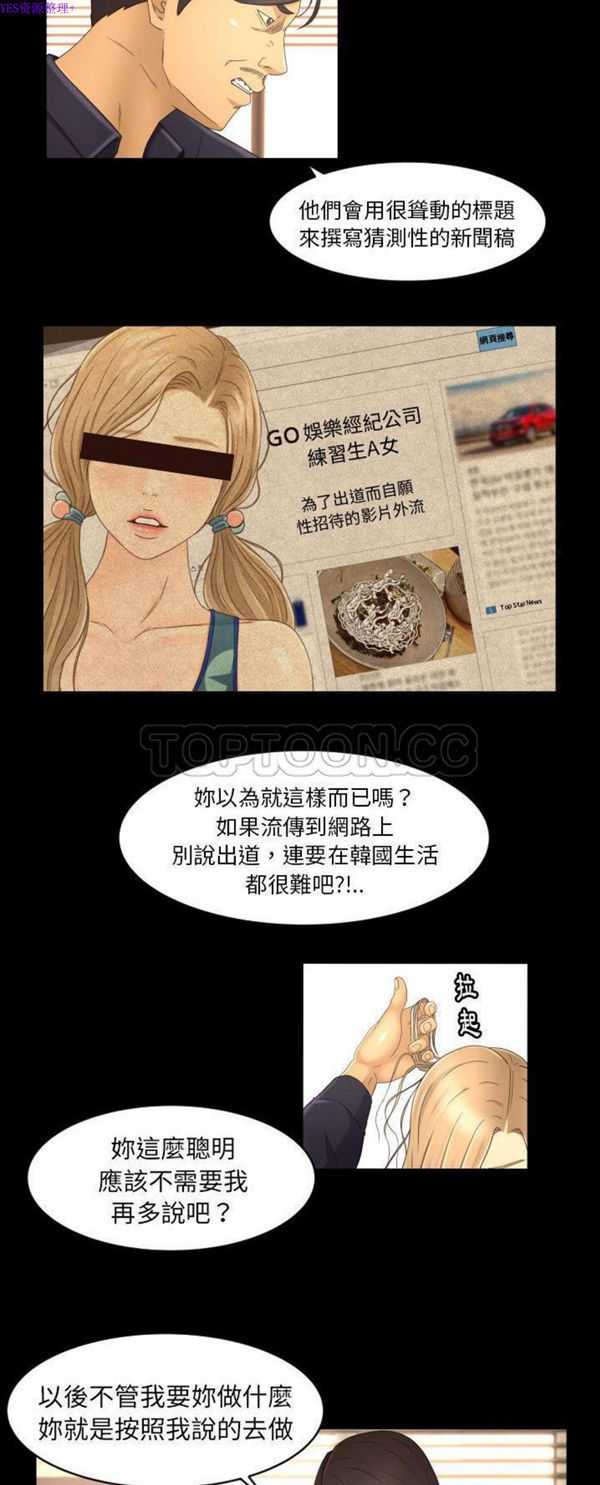 YES资源整理+
他們會用很聳動的標題
來撰寫猜測性的新聞稿
網頁搜尋
GO 娛樂經紀公司
練習生A女
為了出道而自願
性招待的影片外流
Top Star News
TOPTOON.CC
妳以為就這樣而已嗎？
如果流傳到網路上
別說出道，連要在韓國生活
都很難吧?!..
拉起
妳這麼聰明
應該不需要我
再多說吧？
以後不管我要妳做什麼
妳就是按照我說的去做